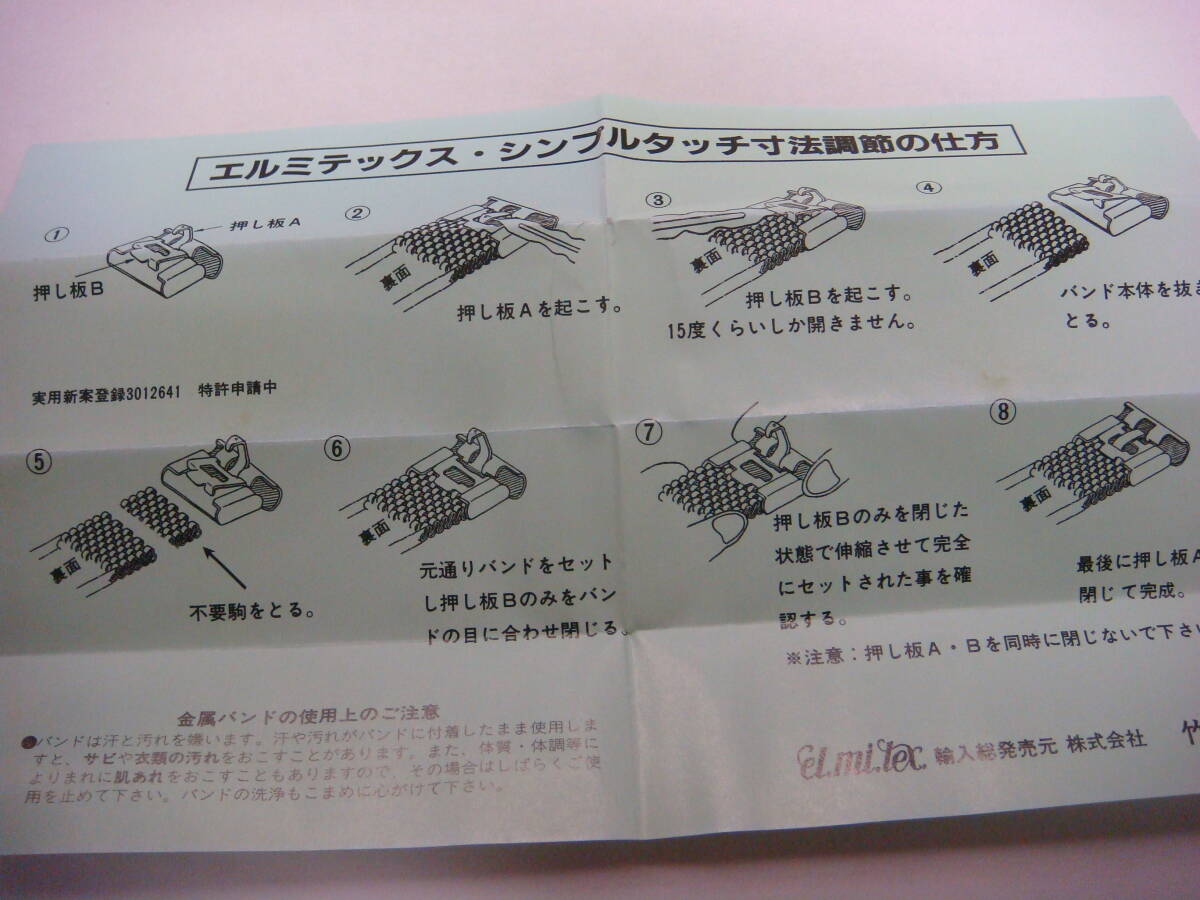 エルミテックス・シンプルタッチ寸法調節の仕方
①
押し板A
押し板B
②
裏面
押し板Aを起こす。
③
裏面
押し板Bを起こす。
15度くらいしか開きません。
④
裏面
バンド本体を抜き
とる。
実用新案登録3012641 特許申請中
⑤
裏面
不要駒をとる。
⑥
裏面
元通りバンドをセット
し押し板Bのみをバン
ドの目に合わせ閉じる。
⑦
押し板Bのみを閉じた
状態で伸縮させて完全
にセットされた事を確
認する。
⑧
裏面
最後に押し板A
閉じて完成。
※注意:押し板A・Bを同時に閉じないで下さい
金属バンドの使用上のご注意
●バンドは汗と汚れを嫌います。汗や汚れがバンドに付着したまま使用しま
すと、サビや衣類の汚れをおこすことがあります。また、体質・体調等に
よりまれに肌あれをおこすこともありますので、その場合はしばらくご使
用を止めて下さい。バンドの洗浄もこまめに心がけて下さい。
el.mi.tex. 輸入総発売元 株式会社 竹